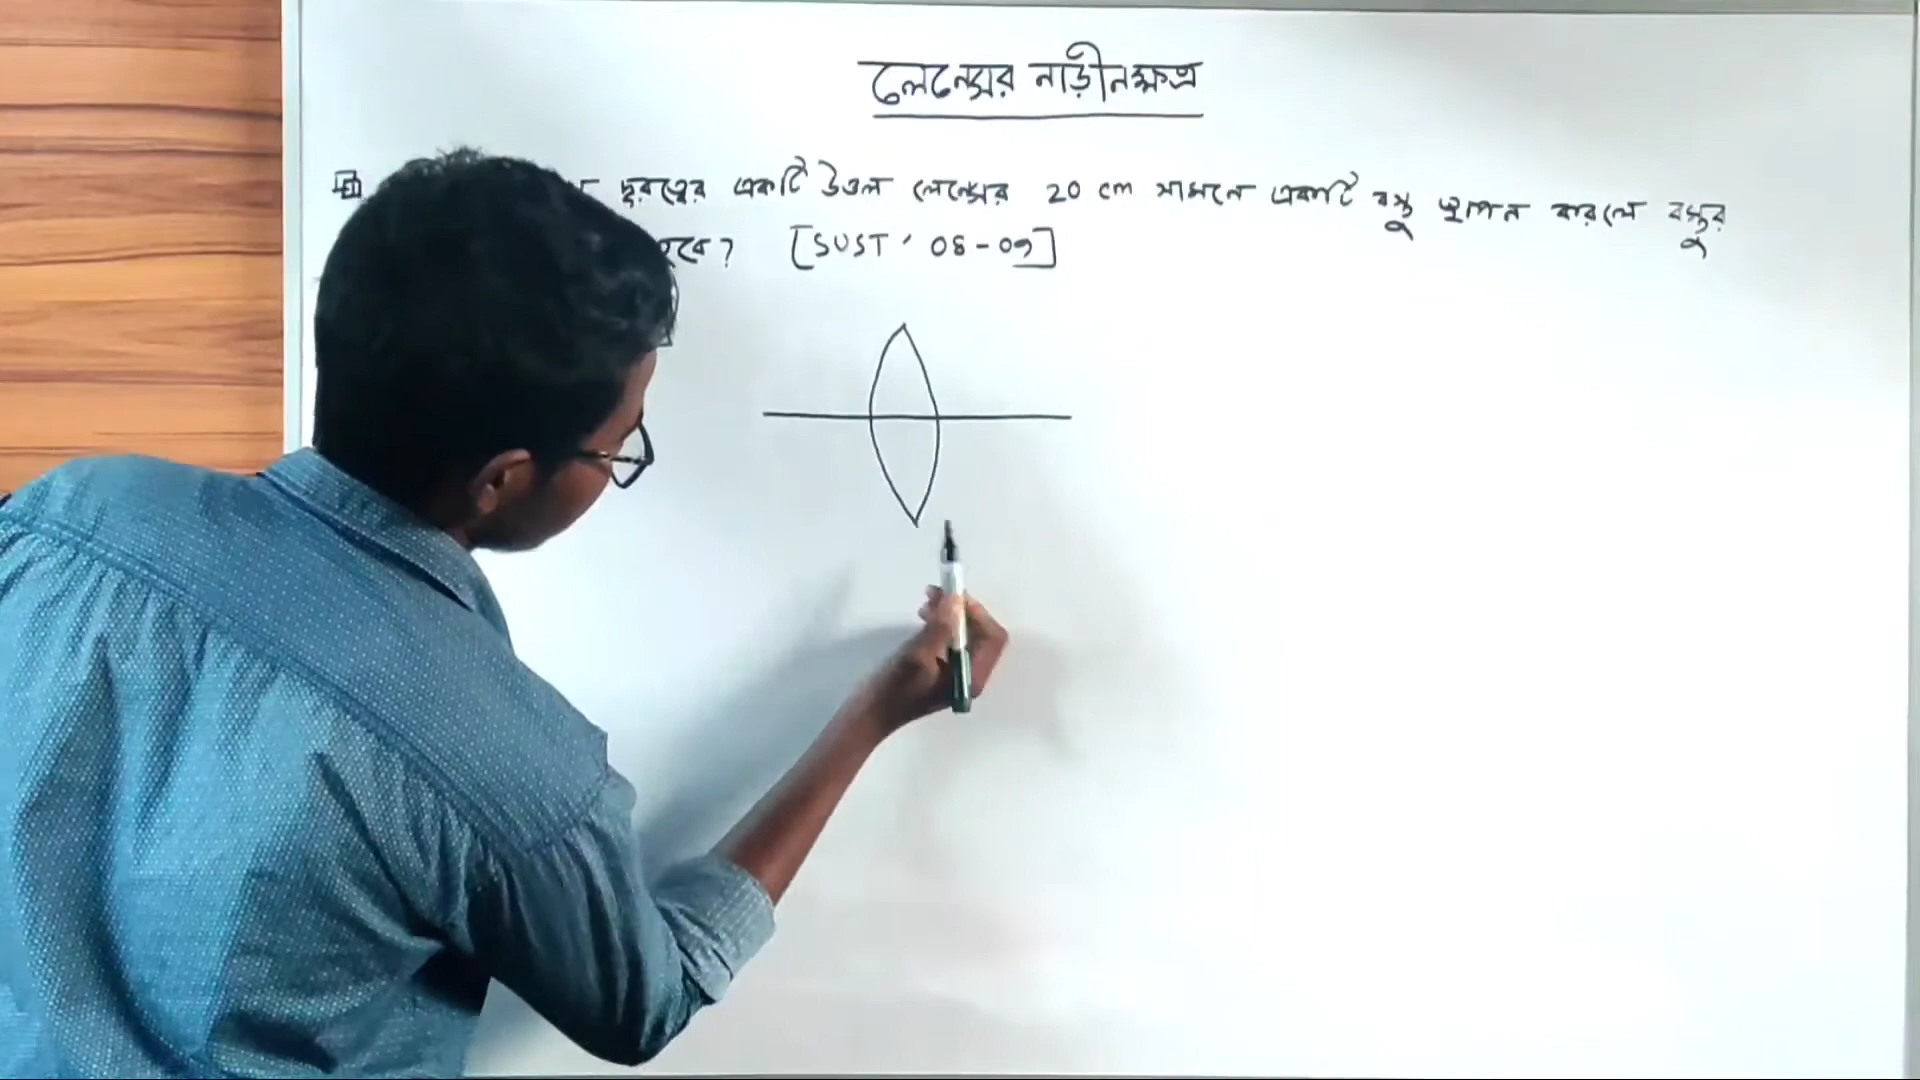 লেন্সের নাড়ীনক্ষত্র
দূরত্বের একটি উত্তল লেন্সের 20 cm সামনে একটি বস্তু স্থাপন করলে বস্তুর
হবে? [SUST ' 08-09]